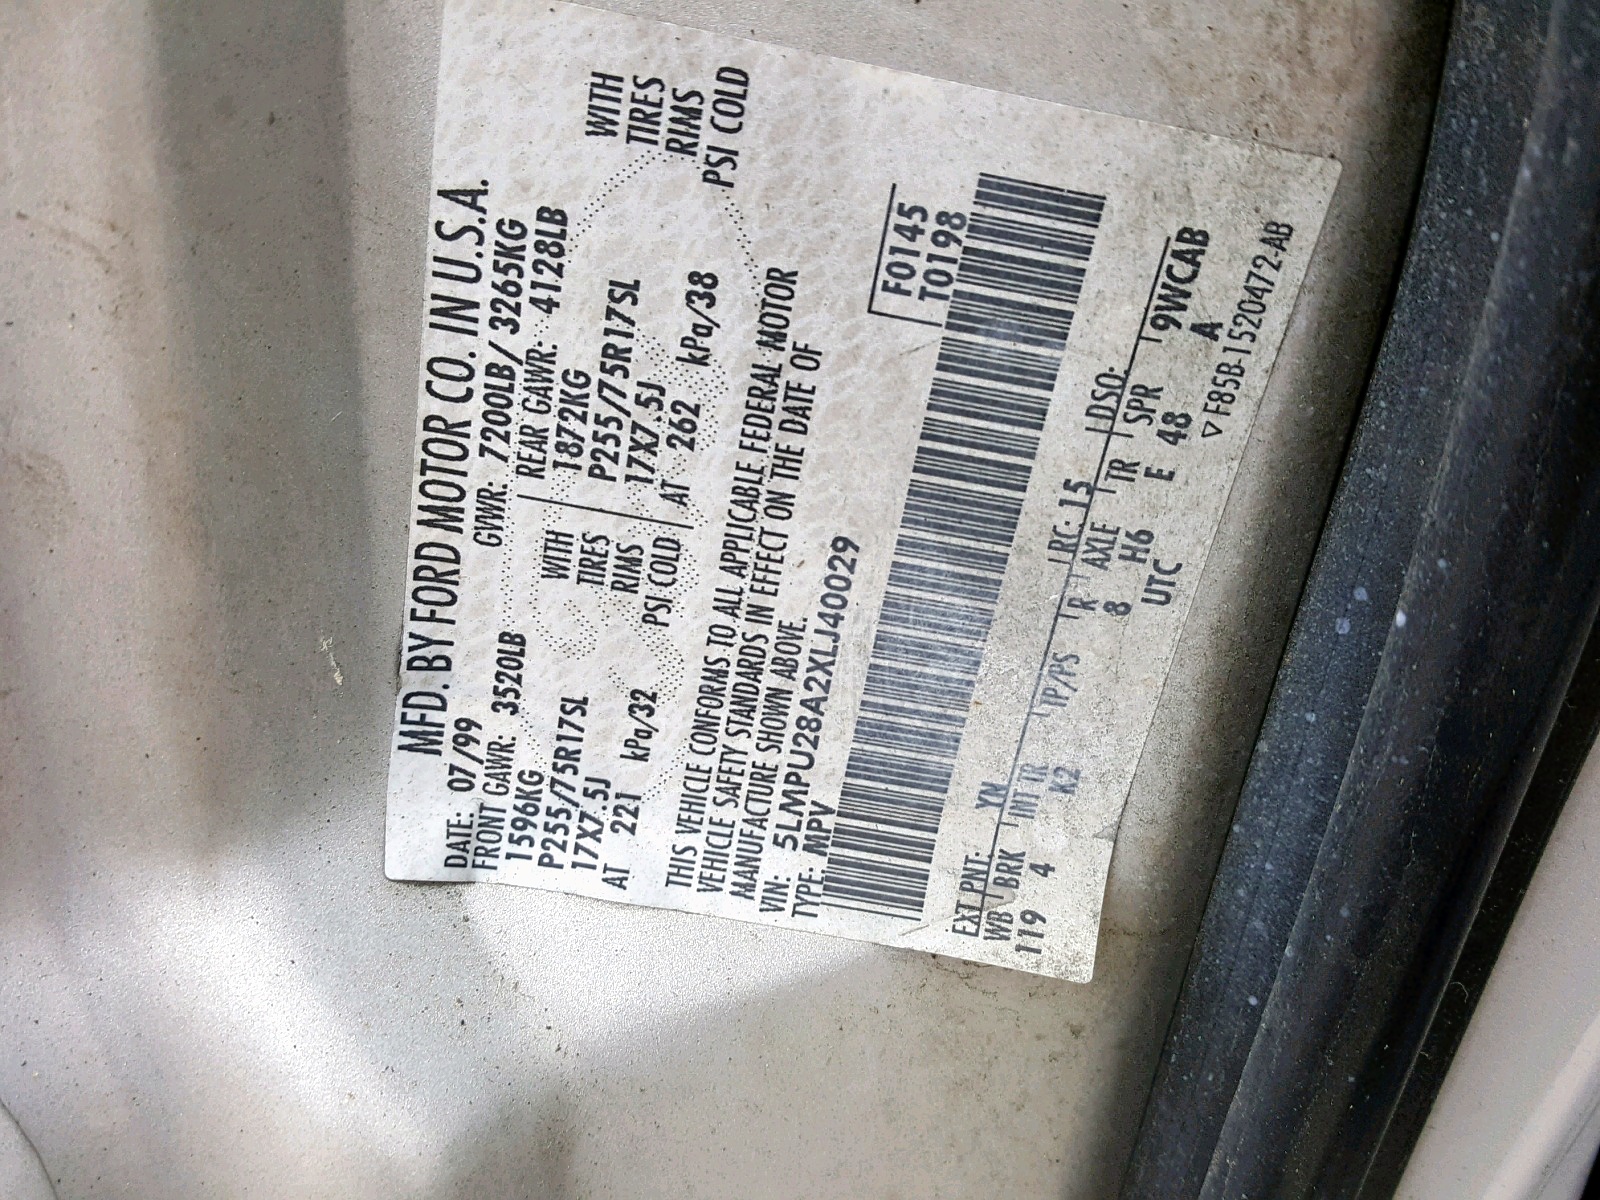 MFD. BY FORD MOTOR CO. IN U.S.A.
DATE: 07/99 GVWR: 7200LB/ 3265KG
FRONT GAWR: 3520LB REAR GAWR: 4128LB
1596KG WITH 1872KG WITH
P255/75R17SL TIRES P255/75R17SL TIRES
17X7.5J RIMS 17X7.5J RIMS
AT 221 kPa/32 PSI COLD AT 262 kPa/38 PSI COLD
THIS VEHICLE CONFORMS TO ALL APPLICABLE FEDERAL MOTOR
VEHICLE SAFETY STANDARDS IN EFFECT ON THE DATE OF
MANUFACTURE SHOWN ABOVE.
VIN: 5LMPU28A2XLJ40029 F0145
TYPE: MPV T0198
EXT PNT: YN RC: 15 DSO:
WB BRK INT TR TP/PS R AXLE TR SPR 9WCAB
119 4 K2 8 H6 E 48 A
UTC ▽ F85B-1520472-AB